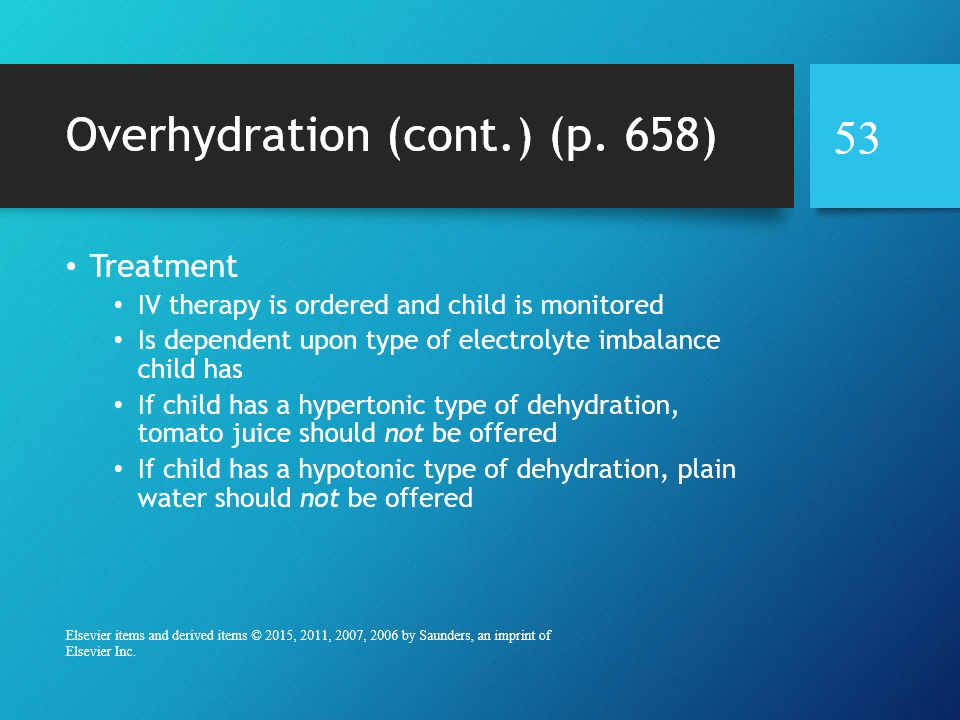 Overhydration (cont.) (p. 658)
53
• Treatment
• IV therapy is ordered and child is monitored
• Is dependent upon type of electrolyte imbalance
child has
• If child has a hypertonic type of dehydration,
tomato juice should not be offered
• If child has a hypotonic type of dehydration, plain
water should not be offered
Elsevier items and derived items © 2015, 2011, 2007, 2006 by Saunders, an imprint of
Elsevier Inc.